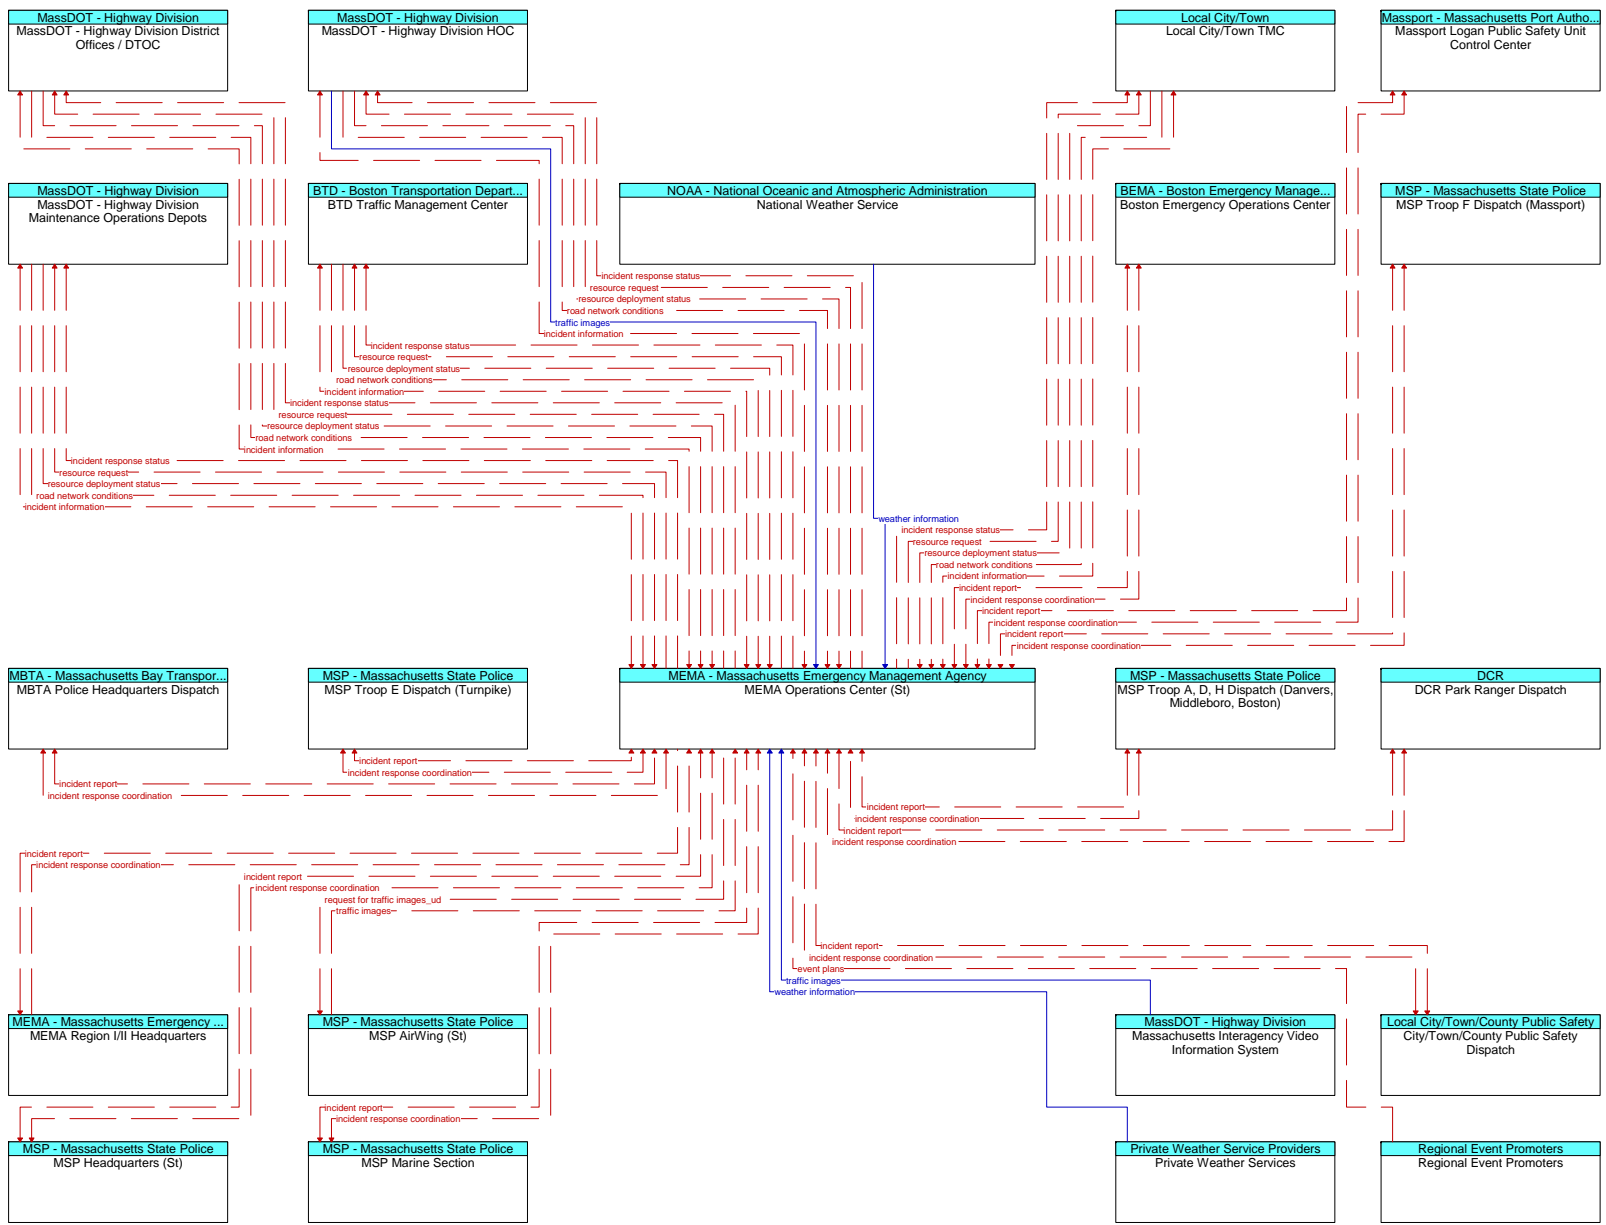 MassDOT - Highway Division
MassDOT - Highway Division District
Offices / DTOC
MassDOT - Highway Division
MassDOT - Highway Division HOC
Local City/Town
Local City/Town TMC
Massport - Massachusetts Port Autho...
Massport Logan Public Safety Unit
Control Center
MassDOT - Highway Division
MassDOT - Highway Division
Maintenance Operations Depots
BTD - Boston Transportation Depart...
BTD Traffic Management Center
NOAA - National Oceanic and Atmospheric Administration
National Weather Service
BEMA - Boston Emergency Manage...
Boston Emergency Operations Center
MSP - Massachusetts State Police
MSP Troop F Dispatch (Massport)
incident response status
resource request
resource deployment status
road network conditions
traffic images
incident information
incident response status
resource request
resource deployment status
road network conditions
incident information
incident response status
resource request
resource deployment status
road network conditions
incident information
incident response status
resource request
resource deployment status
road network conditions
incident information
weather information
incident response status
resource request
resource deployment status
road network conditions
incident information
incident report
incident response coordination
incident report
incident response coordination
incident report
incident response coordination
MBTA - Massachusetts Bay Transpor...
MBTA Police Headquarters Dispatch
MSP - Massachusetts State Police
MSP Troop E Dispatch (Turnpike)
MEMA - Massachusetts Emergency Management Agency
MEMA Operations Center (St)
MSP - Massachusetts State Police
MSP Troop A, D, H Dispatch (Danvers,
Middleboro, Boston)
DCR
DCR Park Ranger Dispatch
incident report
incident response coordination
incident report
incident response coordination
incident report
incident response coordination
incident report
incident response coordination
incident report
incident response coordination
incident report
incident response coordination
request for traffic images_ud
traffic images
incident report
incident response coordination
event plans
traffic images
weather information
MEMA - Massachusetts Emergency ...
MEMA Region I/II Headquarters
MSP - Massachusetts State Police
MSP AirWing (St)
MassDOT - Highway Division
Massachusetts Interagency Video
Information System
Local City/Town/County Public Safety
City/Town/County Public Safety
Dispatch
incident report
incident response coordination
MSP - Massachusetts State Police
MSP Headquarters (St)
MSP - Massachusetts State Police
MSP Marine Section
Private Weather Service Providers
Private Weather Services
Regional Event Promoters
Regional Event Promoters